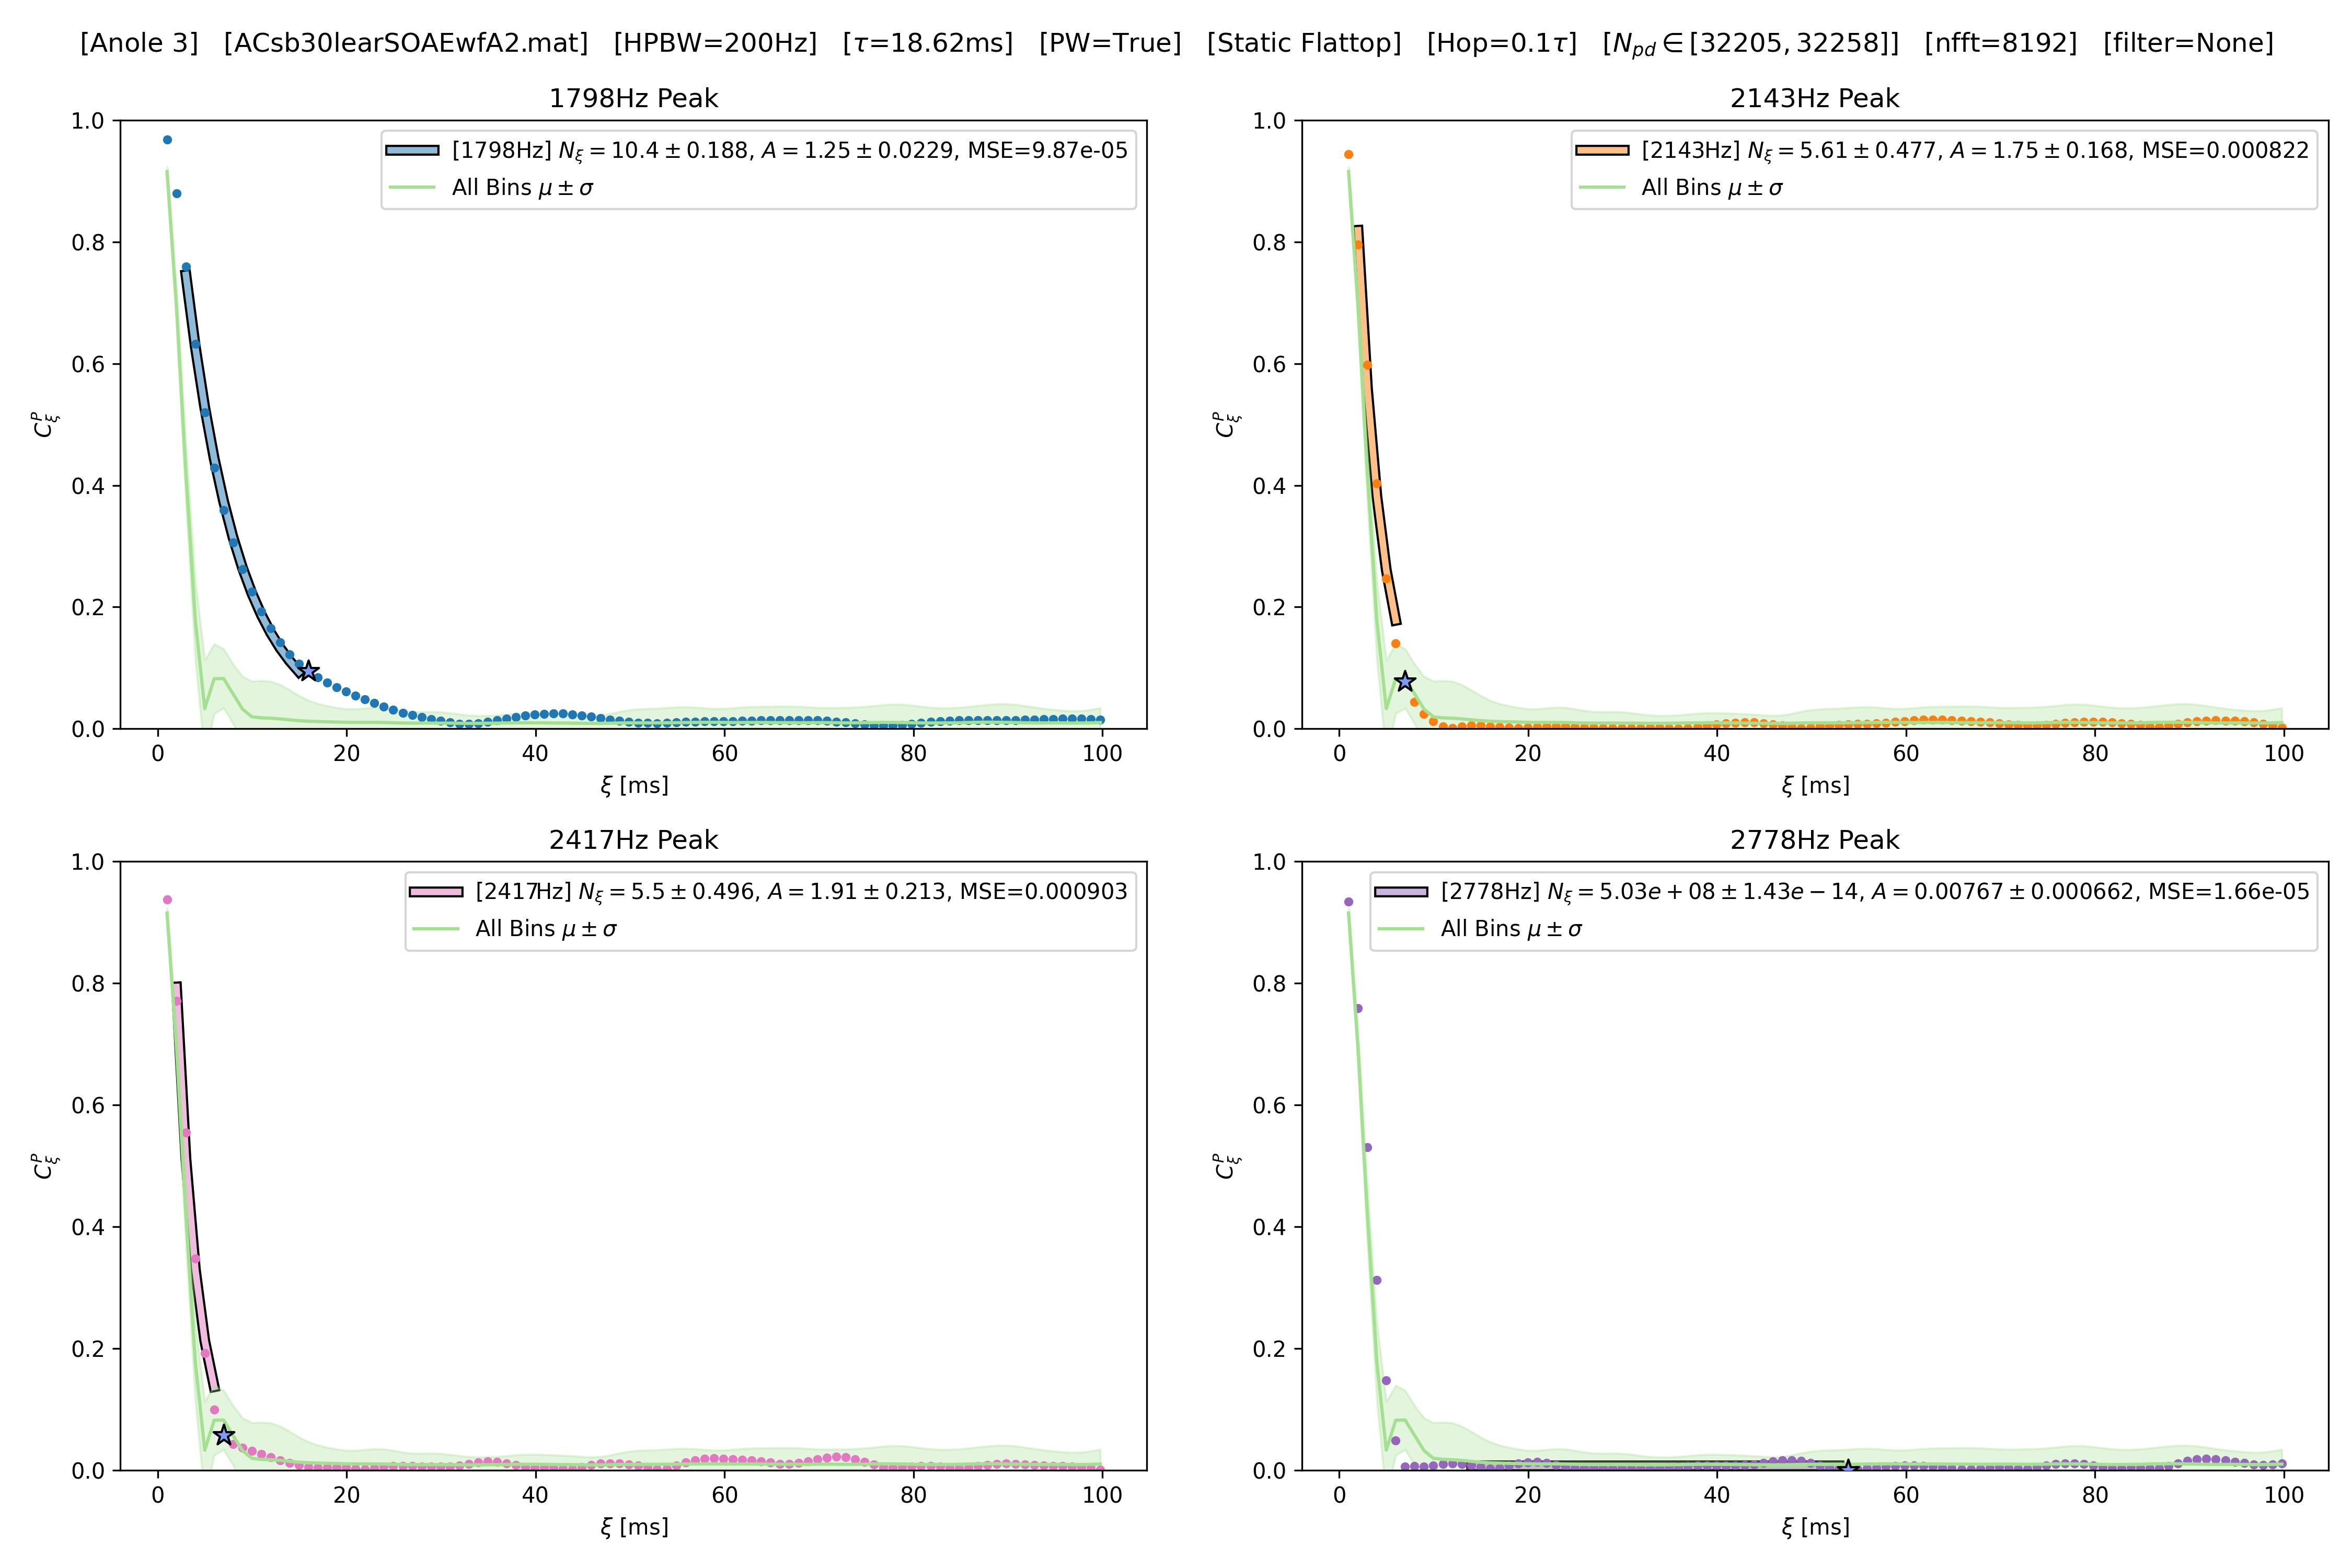 [Anole 3] [ACsb30learSOAEwfA2.mat] [HPBW=200Hz] [τ=18.62ms] [PW=True] [Static Flattop] [Hop=0.1τ] [N_pd ∈ [32205, 32258]] [nfft=8192] [filter=None]
1798Hz Peak
[1798Hz] N_ξ = 10.4 ± 0.188, A = 1.25 ± 0.0229, MSE=9.87e-05
All Bins μ ± σ
1.0
0.8
0.6
0.4
0.2
0.0
C_ξ^P
0 20 40 60 80 100
ξ [ms]
2143Hz Peak
[2143Hz] N_ξ = 5.61 ± 0.477, A = 1.75 ± 0.168, MSE=0.000822
All Bins μ ± σ
1.0
0.8
0.6
0.4
0.2
0.0
C_ξ^P
0 20 40 60 80 100
ξ [ms]
2417Hz Peak
[2417Hz] N_ξ = 5.5 ± 0.496, A = 1.91 ± 0.213, MSE=0.000903
All Bins μ ± σ
1.0
0.8
0.6
0.4
0.2
0.0
C_ξ^P
0 20 40 60 80 100
ξ [ms]
2778Hz Peak
[2778Hz] N_ξ = 5.03e + 08 ± 1.43e − 14, A = 0.00767 ± 0.000662, MSE=1.66e-05
All Bins μ ± σ
1.0
0.8
0.6
0.4
0.2
0.0
C_ξ^P
0 20 40 60 80 100
ξ [ms]